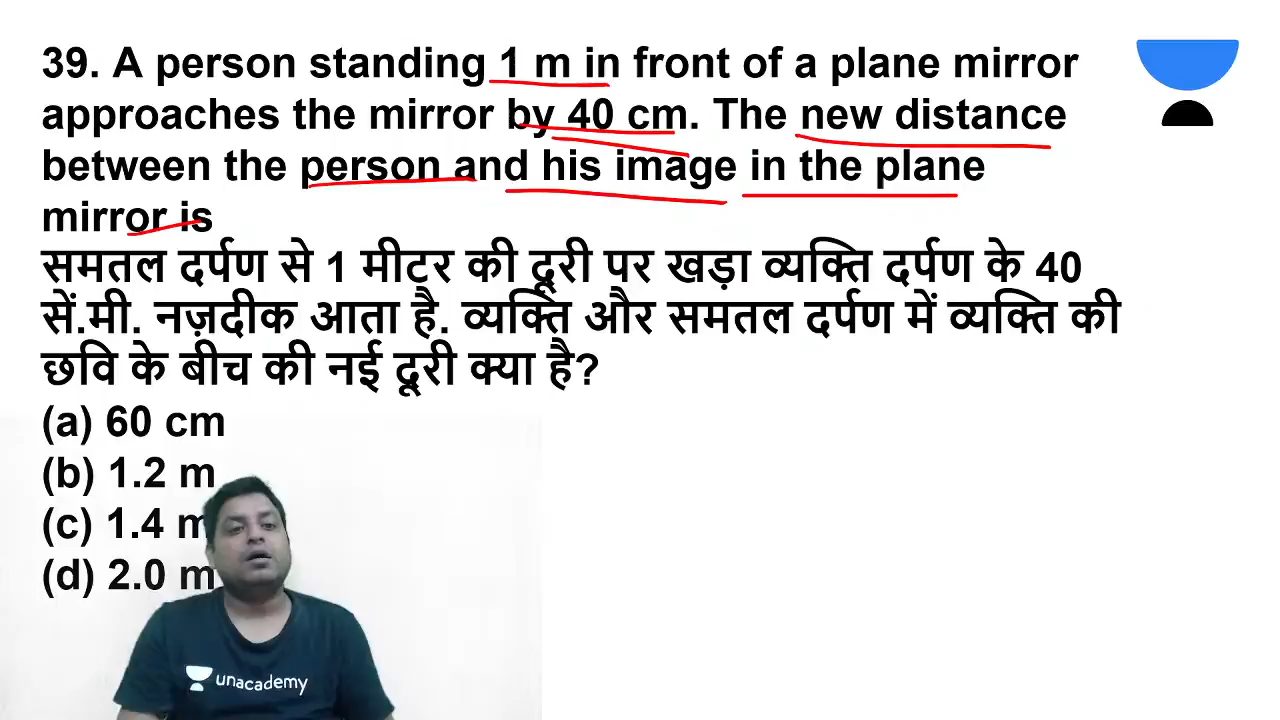 39. A person standing 1 m in front of a plane mirror
approaches the mirror by 40 cm. The new distance
between the person and his image in the plane
mirror is
समतल दर्पण से 1 मीटर की दूरी पर खड़ा व्यक्ति दर्पण के 40
सें.मी. नज़दीक आता है. व्यक्ति और समतल दर्पण में व्यक्ति की
छवि के बीच की नई दूरी क्या है?
(a) 60 cm
(b) 1.2 m
(c) 1.4 m
(d) 2.0 m
unacademy